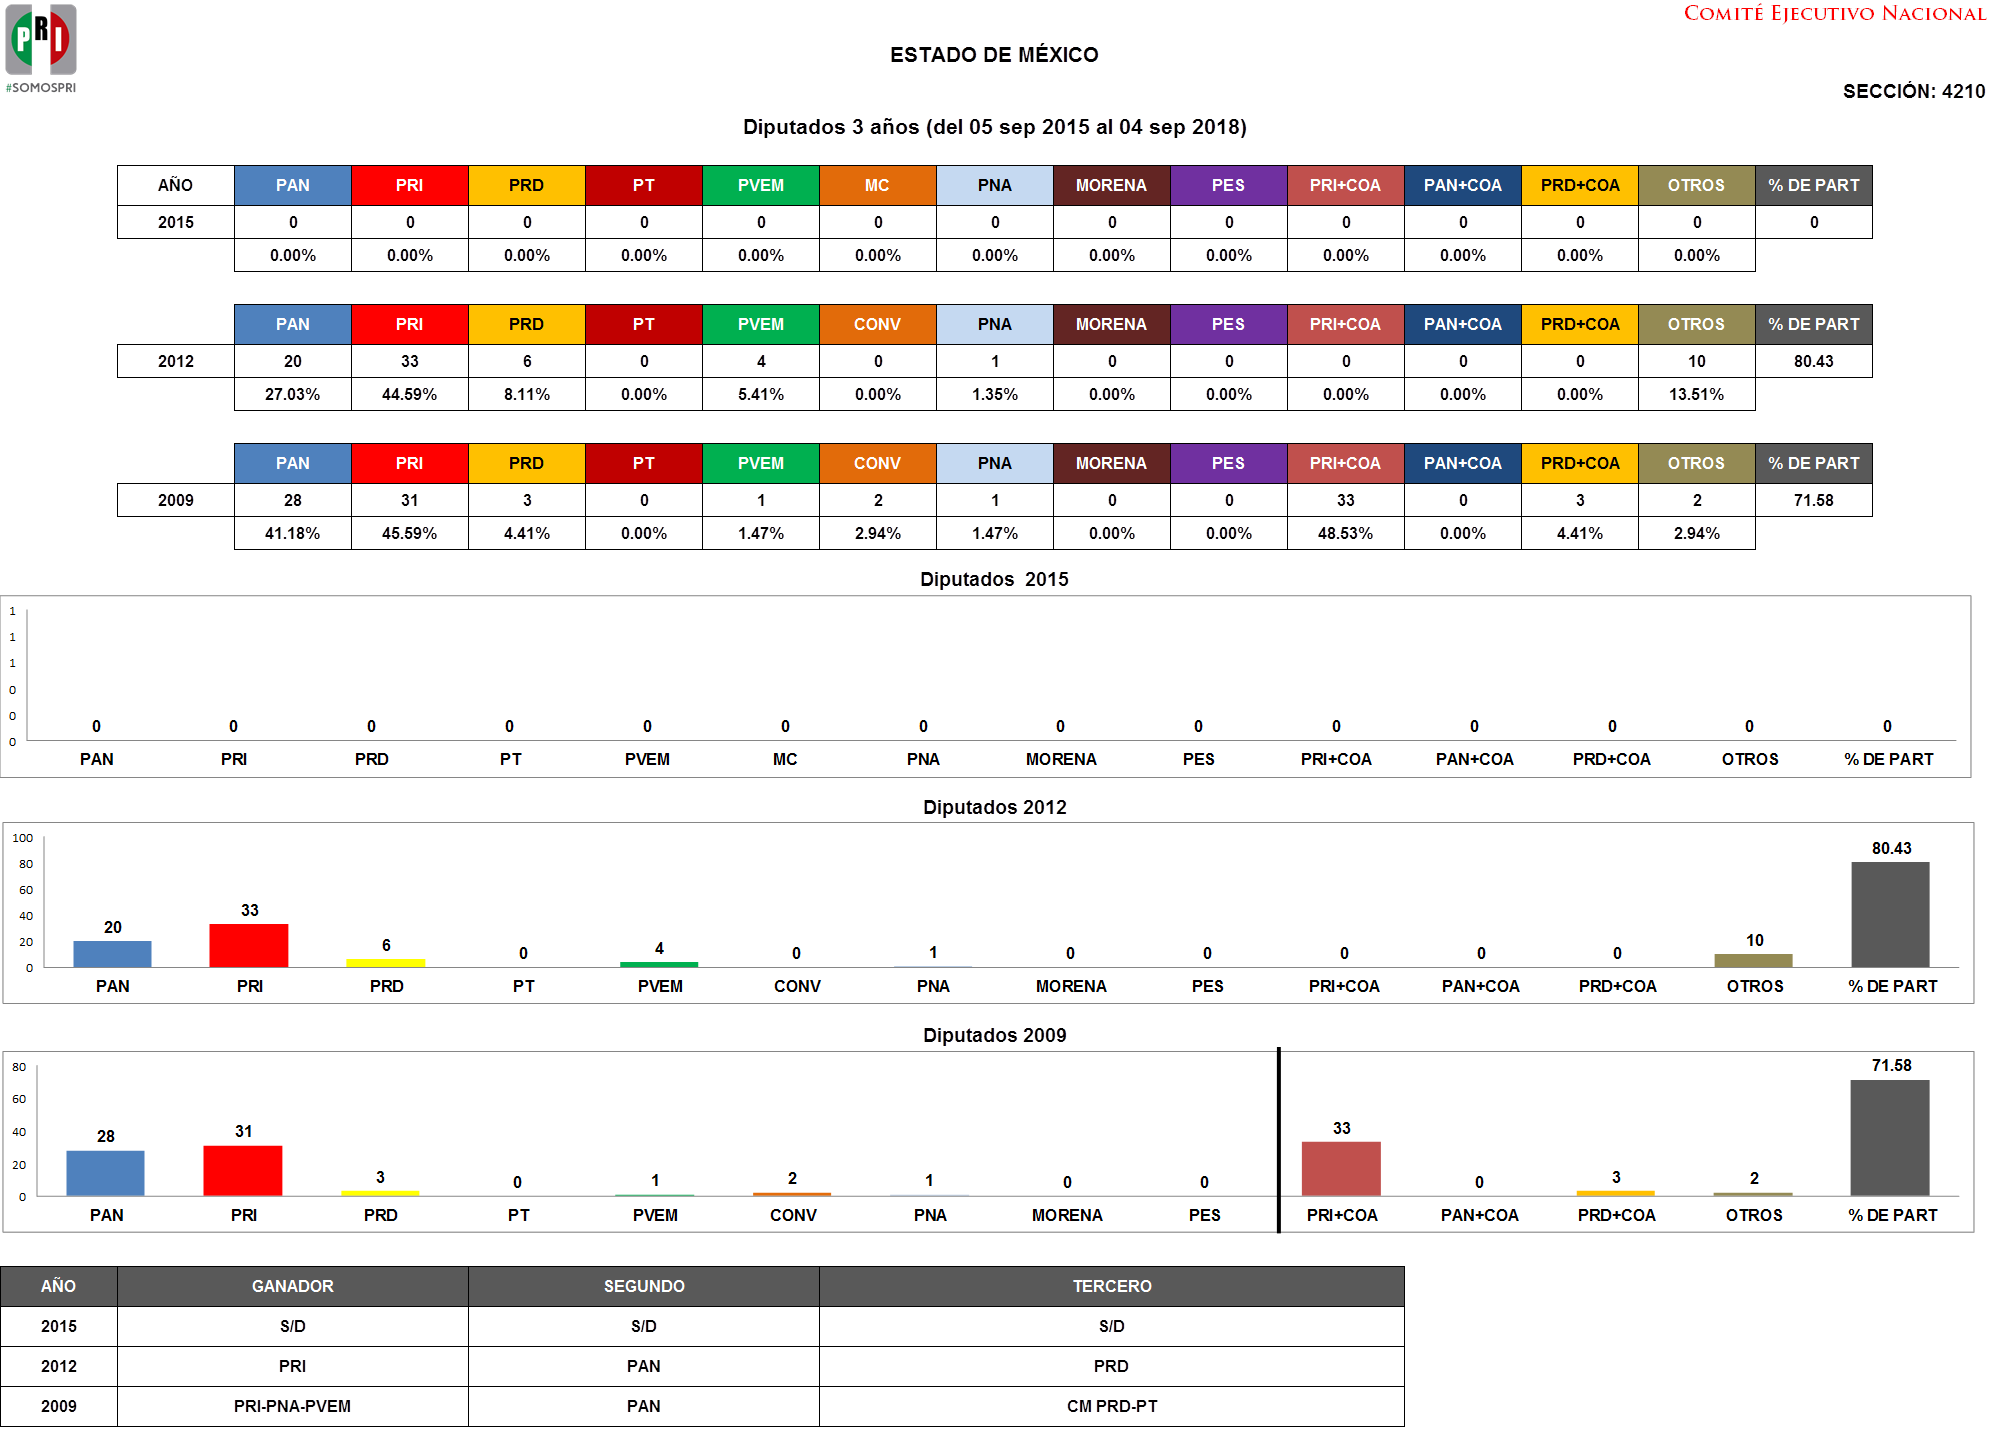 PRI
#SOMOSPRI
COMITÉ EJECUTIVO NACIONAL
ESTADO DE MÉXICO
SECCIÓN: 4210
Diputados 3 años (del 05 sep 2015 al 04 sep 2018)
AÑO PAN PRI PRD PT PVEM MC PNA MORENA PES PRI+COA PAN+COA PRD+COA OTROS % DE PART
2015 0 0 0 0 0 0 0 0 0 0 0 0 0 0
0.00% 0.00% 0.00% 0.00% 0.00% 0.00% 0.00% 0.00% 0.00% 0.00% 0.00% 0.00% 0.00%
PAN PRI PRD PT PVEM CONV PNA MORENA PES PRI+COA PAN+COA PRD+COA OTROS % DE PART
2012 20 33 6 0 4 0 1 0 0 0 0 0 10 80.43
27.03% 44.59% 8.11% 0.00% 5.41% 0.00% 1.35% 0.00% 0.00% 0.00% 0.00% 0.00% 13.51%
PAN PRI PRD PT PVEM CONV PNA MORENA PES PRI+COA PAN+COA PRD+COA OTROS % DE PART
2009 28 31 3 0 1 2 1 0 0 33 0 3 2 71.58
41.18% 45.59% 4.41% 0.00% 1.47% 2.94% 1.47% 0.00% 0.00% 48.53% 0.00% 4.41% 2.94%
Diputados 2015
1
1
1
0
0
0
0 0 0 0 0 0 0 0 0 0 0 0 0 0
PAN PRI PRD PT PVEM MC PNA MORENA PES PRI+COA PAN+COA PRD+COA OTROS % DE PART
Diputados 2012
100
80
60
40
20
0
20 33 6 0 4 0 1 0 0 0 0 0 10 80.43
PAN PRI PRD PT PVEM CONV PNA MORENA PES PRI+COA PAN+COA PRD+COA OTROS % DE PART
Diputados 2009
80
60
40
20
0
28 31 3 0 1 2 1 0 0 33 0 3 2 71.58
PAN PRI PRD PT PVEM CONV PNA MORENA PES PRI+COA PAN+COA PRD+COA OTROS % DE PART
AÑO GANADOR SEGUNDO TERCERO
2015 S/D S/D S/D
2012 PRI PAN PRD
2009 PRI-PNA-PVEM PAN CM PRD-PT